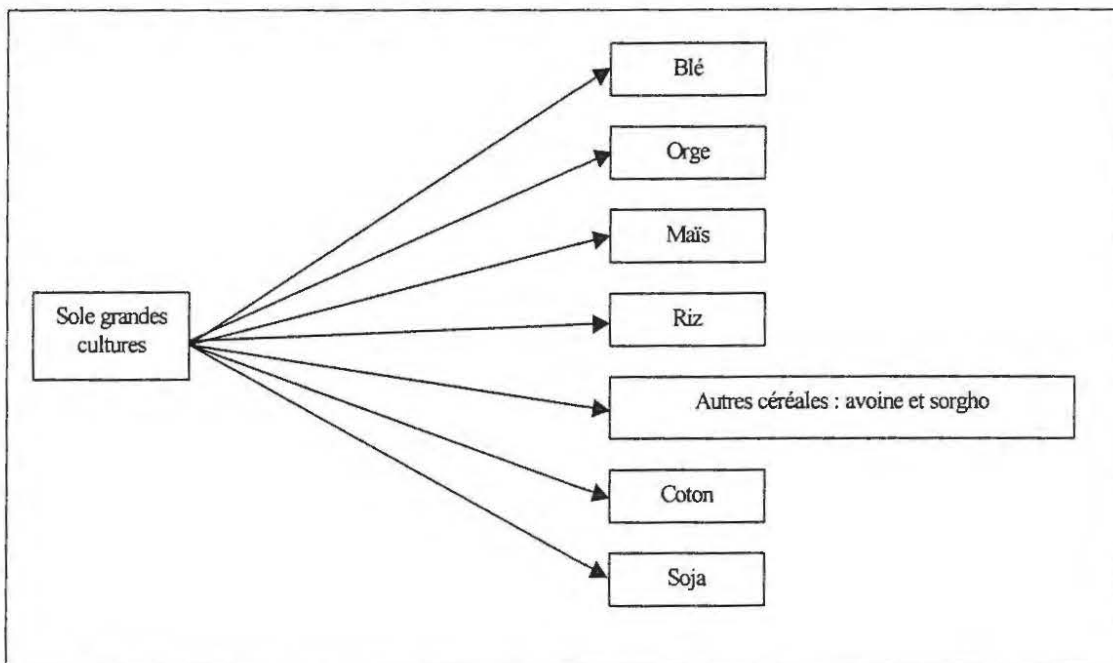 Blé
Orge
Maïs
Sole grandes
cultures
Riz
Autres céréales : avoine et sorgho
Coton
Soja